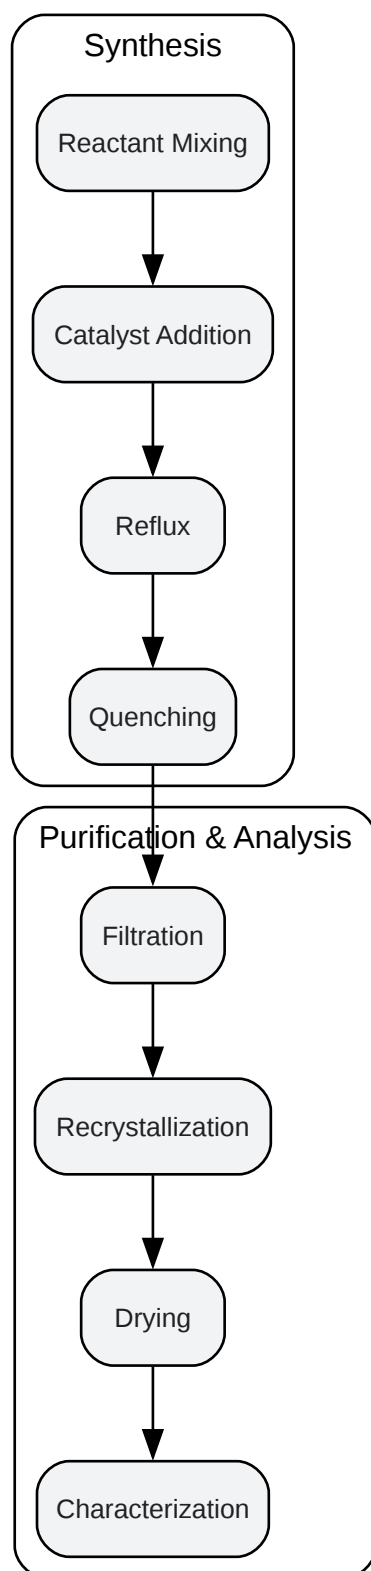 Synthesis
Reactant Mixing
Catalyst Addition
Reflux
Quenching
Purification & Analysis
Filtration
Recrystallization
Drying
Characterization